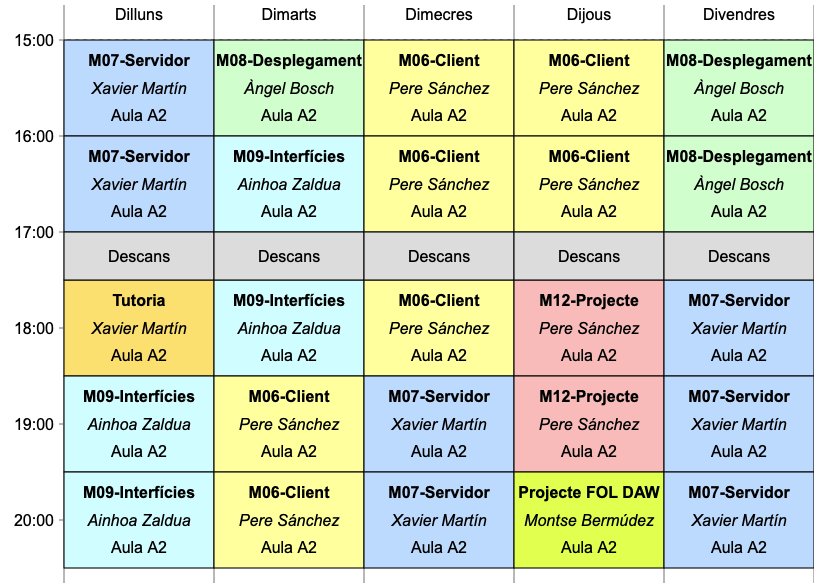 Dilluns Dimarts Dimecres Dijous Divendres
15:00
M07-Servidor M08-Desplegament M06-Client M06-Client M08-Desplegament
Xavier Martín Àngel Bosch Pere Sánchez Pere Sánchez Àngel Bosch
Aula A2 Aula A2 Aula A2 Aula A2 Aula A2
16:00
M07-Servidor M09-Interfícies M06-Client M06-Client M08-Desplegament
Xavier Martín Ainhoa Zaldua Pere Sánchez Pere Sánchez Àngel Bosch
Aula A2 Aula A2 Aula A2 Aula A2 Aula A2
17:00
Descans Descans Descans Descans Descans
Tutoria M09-Interfícies M06-Client M12-Projecte M07-Servidor
18:00 Xavier Martín Ainhoa Zaldua Pere Sánchez Pere Sánchez Xavier Martín
Aula A2 Aula A2 Aula A2 Aula A2 Aula A2
M09-Interfícies M06-Client M07-Servidor M12-Projecte M07-Servidor
19:00 Ainhoa Zaldua Pere Sánchez Xavier Martín Pere Sánchez Xavier Martín
Aula A2 Aula A2 Aula A2 Aula A2 Aula A2
M09-Interfícies M06-Client M07-Servidor Projecte FOL DAW M07-Servidor
20:00 Ainhoa Zaldua Pere Sánchez Xavier Martín Montse Bermúdez Xavier Martín
Aula A2 Aula A2 Aula A2 Aula A2 Aula A2